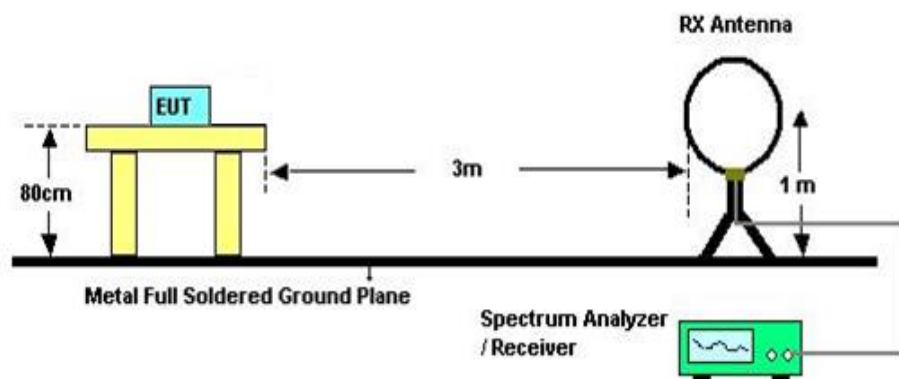 RX Antenna
EUT
80cm
3m
1 m
Metal Full Soldered Ground Plane
Spectrum Analyzer
/ Receiver